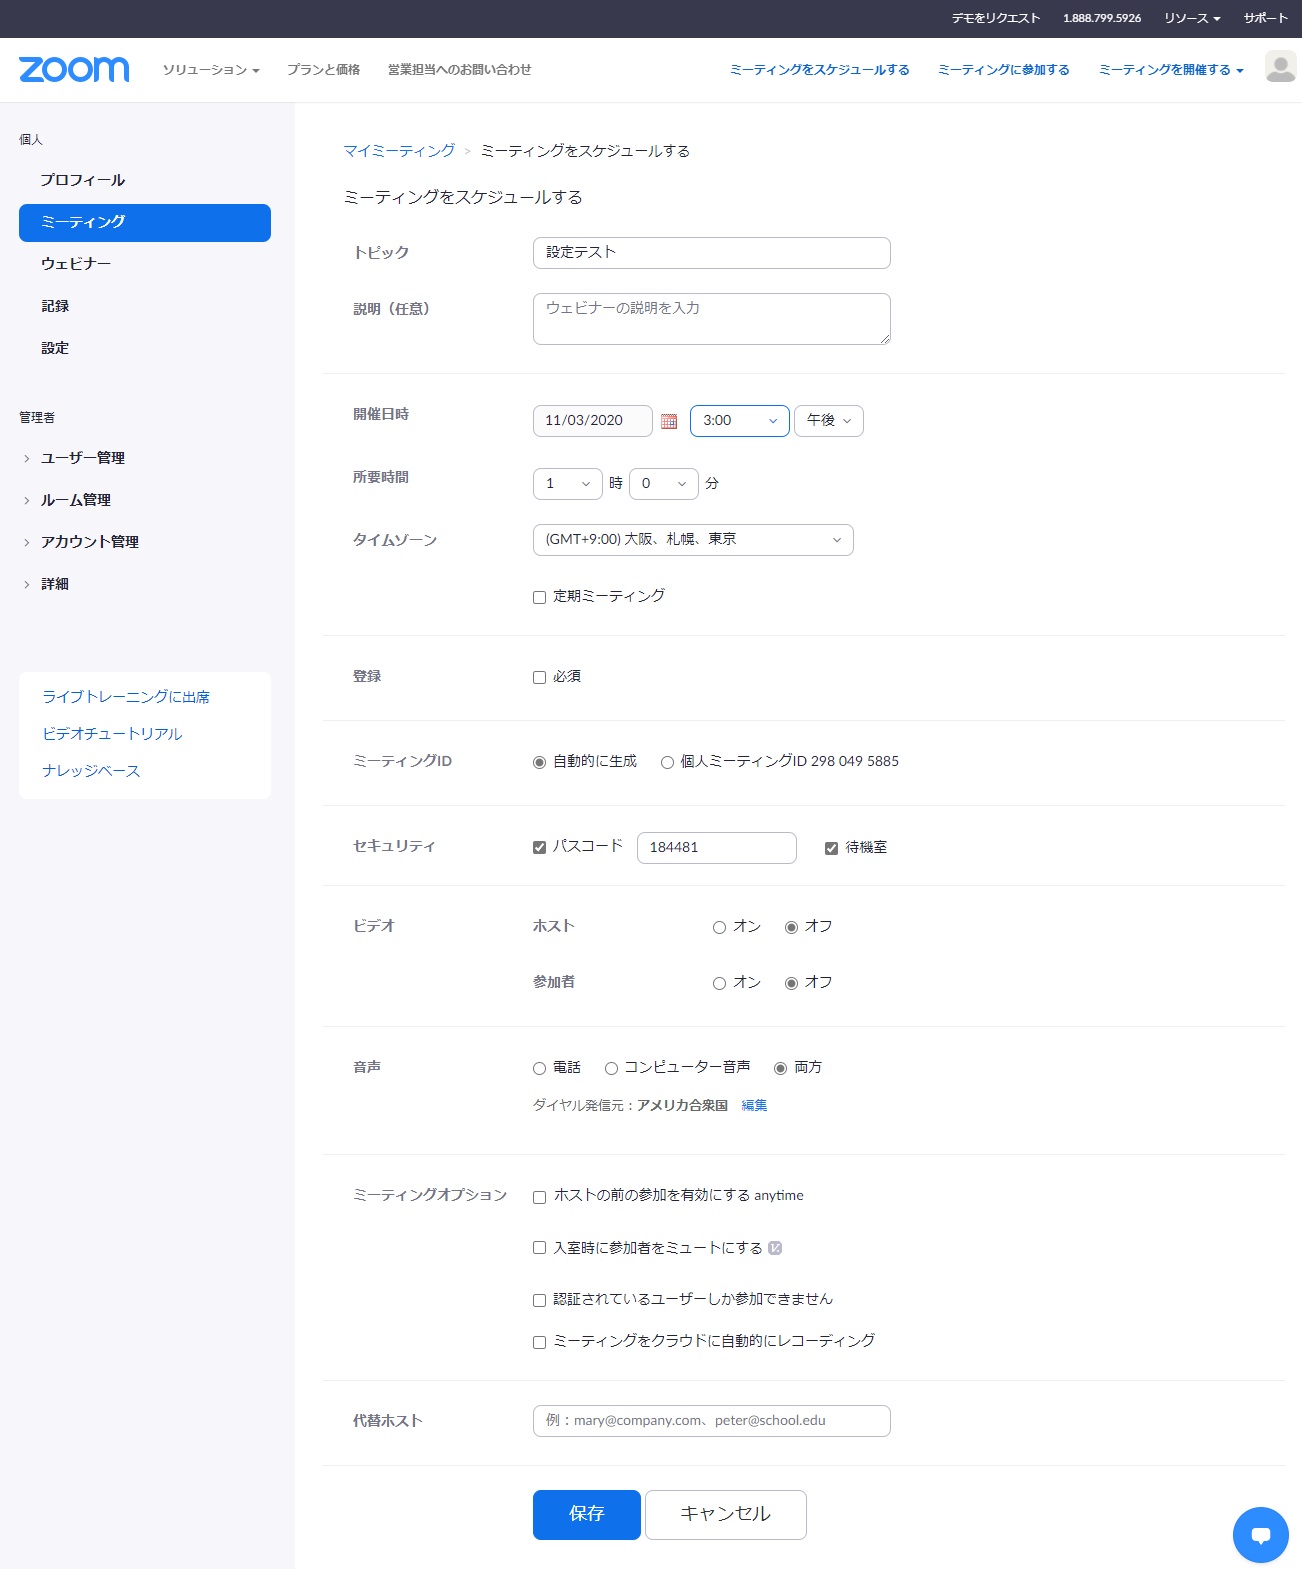 デモをリクエスト 1.888.799.5926 リソース サポート
zoom ソリューション プランと価格 営業担当へのお問い合わせ ミーティングをスケジュールする ミーティングに参加する ミーティングを開催する
個人
プロフィール
ミーティング
ウェビナー
記録
設定
管理者
ユーザー管理
ルーム管理
アカウント管理
詳細
ライブトレーニングに出席
ビデオチュートリアル
ナレッジベース
マイミーティング > ミーティングをスケジュールする
ミーティングをスケジュールする
トピック 設定テスト
説明（任意） ウェビナーの説明を入力
開催日時 11/03/2020 3:00 午後
所要時間 1 時 0 分
タイムゾーン (GMT+9:00) 大阪、札幌、東京
定期ミーティング
登録 必須
ミーティングID 自動的に生成 個人ミーティングID 298 049 5885
セキュリティ パスコード 184481 待機室
ビデオ ホスト オン オフ
参加者 オン オフ
音声 電話 コンピューター音声 両方
ダイヤル発信元：アメリカ合衆国 編集
ミーティングオプション ホストの前の参加を有効にする anytime
入室時に参加者をミュートにする
認証されているユーザーしか参加できません
ミーティングをクラウドに自動的にレコーディング
代替ホスト 例：mary@company.com、peter@school.edu
保存 キャンセル